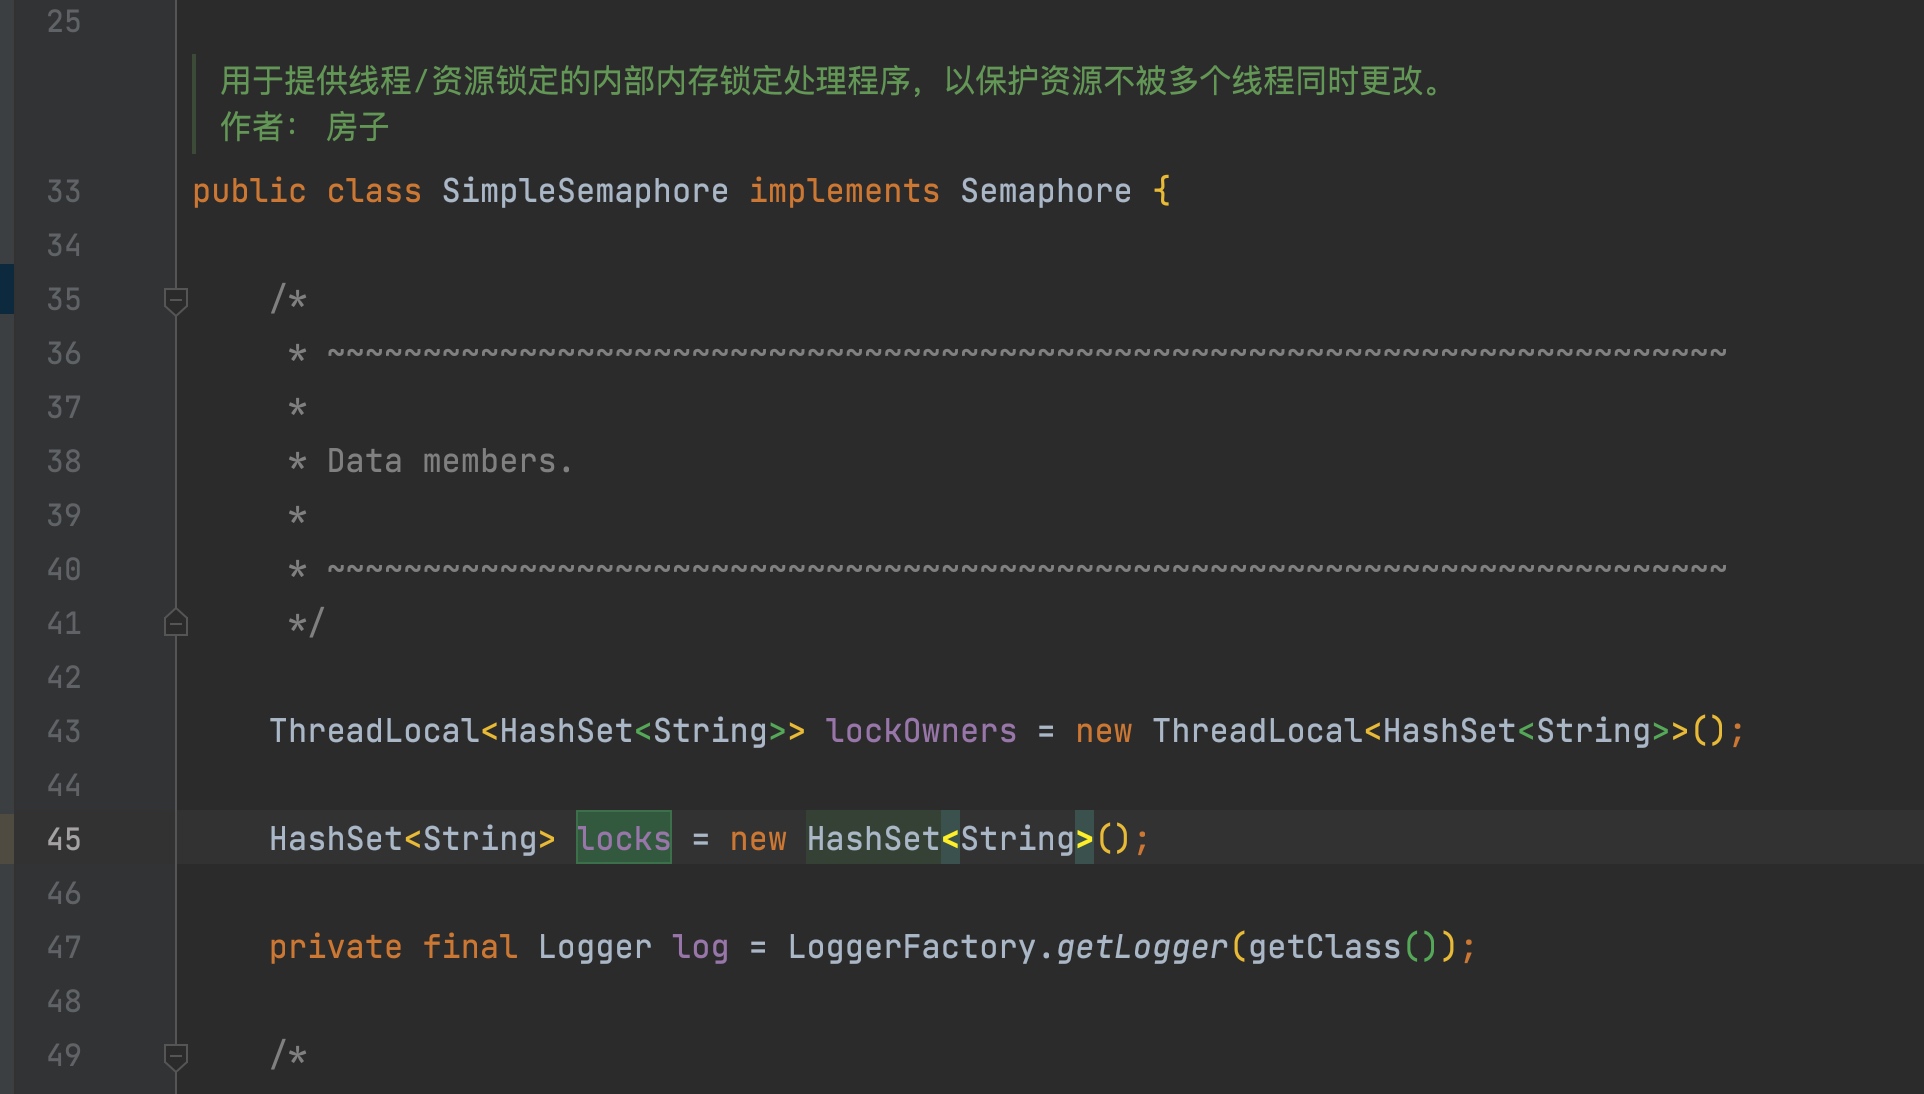 25
用于提供线程/资源锁定的内部内存锁定处理程序，以保护资源不被多个线程同时更改。
作者： 房子
33 public class SimpleSemaphore implements Semaphore {
34
35 /*
36 * ~~~~~~~~~~~~~~~~~~~~~~~~~~~~~~~~~~~~~~~~~~~~~~~~~~~~~~~~~~~~~~~~~~~~~~~~~
37 *
38 * Data members.
39 *
40 * ~~~~~~~~~~~~~~~~~~~~~~~~~~~~~~~~~~~~~~~~~~~~~~~~~~~~~~~~~~~~~~~~~~~~~~~~~
41 */
42
43 ThreadLocal<HashSet<String>> lockOwners = new ThreadLocal<HashSet<String>>();
44
45 HashSet<String> locks = new HashSet<String>();
46
47 private final Logger log = LoggerFactory.getLogger(getClass());
48
49 /*